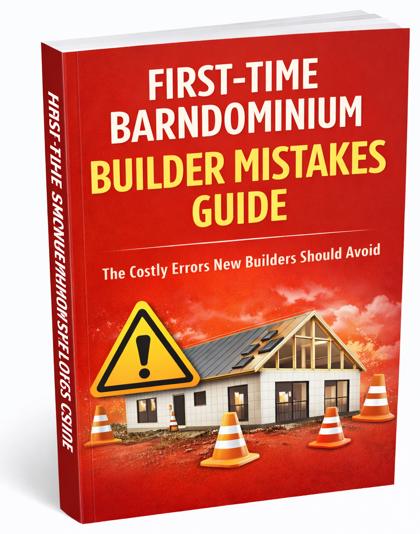 FIRST-TIME
BARNDOMINIUM
BUILDER MISTAKES
GUIDE
The Costly Errors New Builders Should Avoid
!